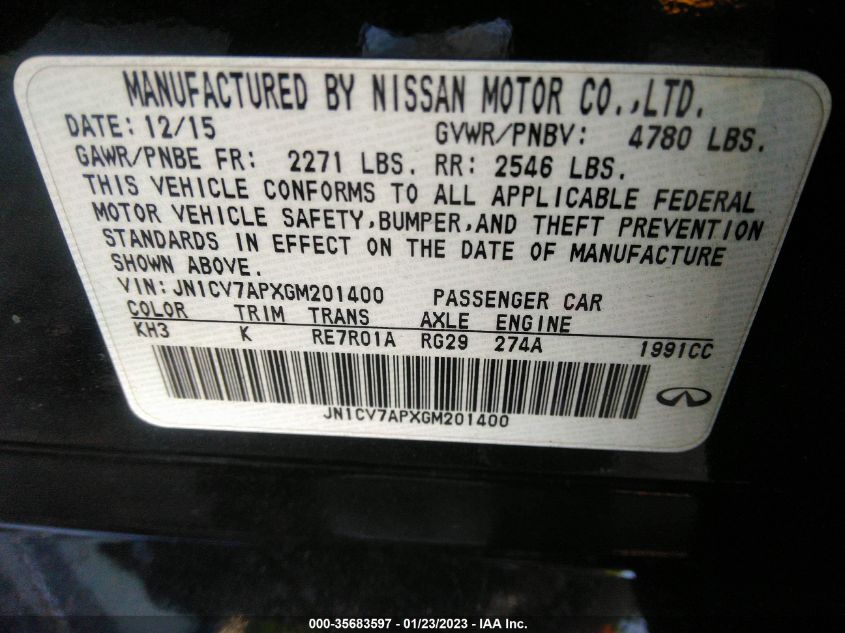 MANUFACTURED BY NISSAN MOTOR CO.,LTD.
DATE: 12/15 GVWR/PNBV: 4780 LBS.
GAWR/PNBE FR: 2271 LBS. RR: 2546 LBS.
THIS VEHICLE CONFORMS TO ALL APPLICABLE FEDERAL
MOTOR VEHICLE SAFETY,BUMPER,AND THEFT PREVENTION
STANDARDS IN EFFECT ON THE DATE OF MANUFACTURE
SHOWN ABOVE.
VIN: JN1CV7APXGM201400 PASSENGER CAR
COLOR TRIM TRANS AXLE ENGINE
KH3 K RE7R01A RG29 274A 1991CC
JN1CV7APXGM201400
000-35683597 - 01/23/2023 - IAA Inc.